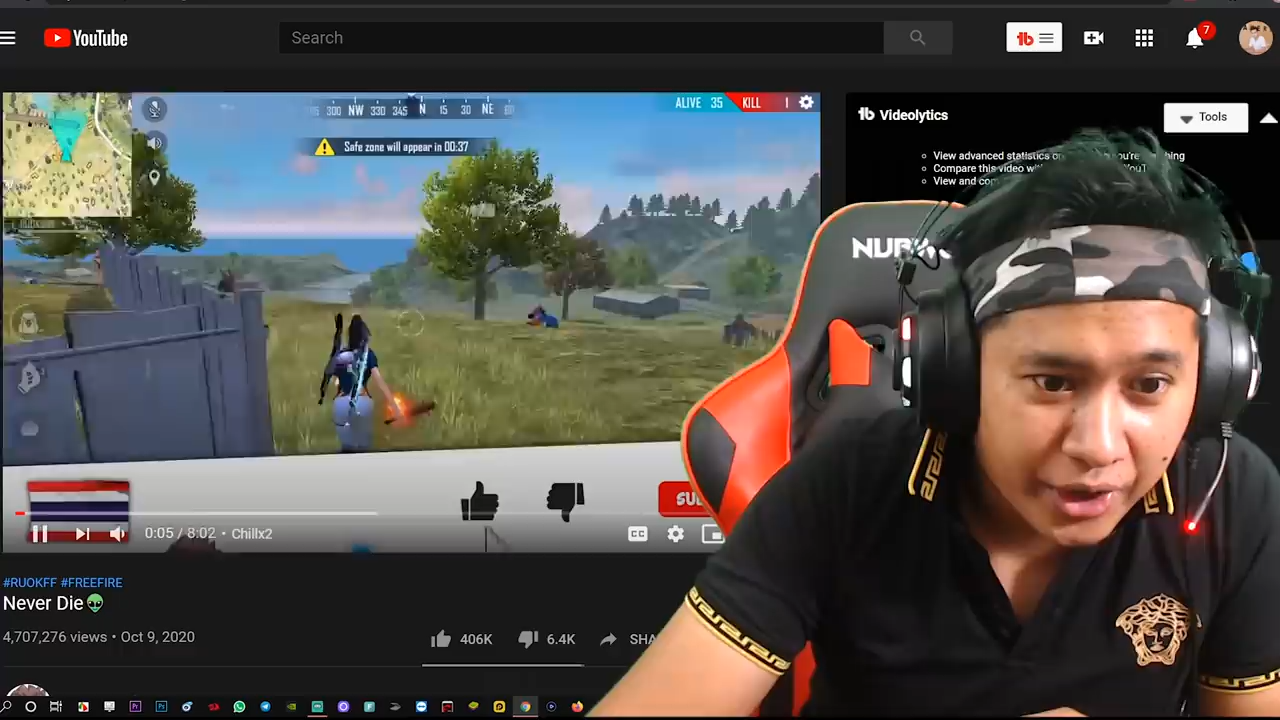 YouTube
Search
7
300 NW 330 345 N 15 30 NE
ALIVE 35 KILL 1
Safe zone will appear in 00:37
Videolytics
Tools
View advanced statistics
Compare this video
View and
0:05 / 8:02 • Chillx2
CC
#RUOKFF #FREEFIRE
Never Die👽
4,707,276 views • Oct 9, 2020
406K
6.4K